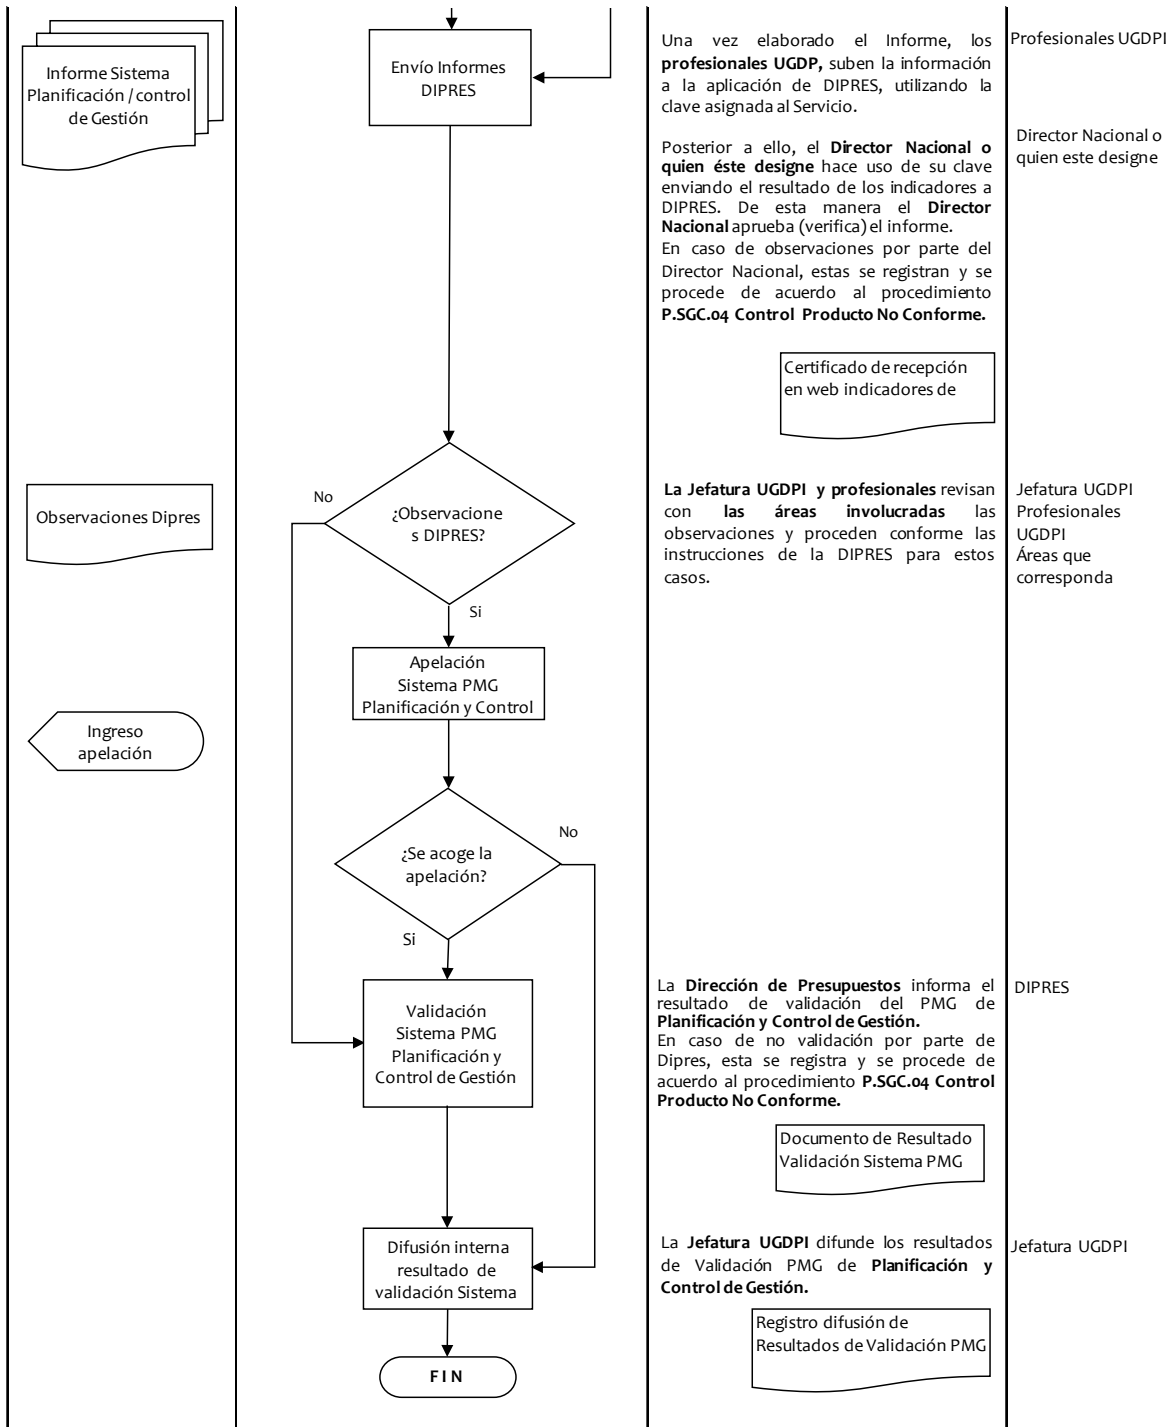 Informe Sistema
Planificación / control
de Gestión
Envío Informes
DIPRES
Una vez elaborado el Informe, los
profesionales UGDP, suben la información
a la aplicación de DIPRES, utilizando la
clave asignada al Servicio.
Profesionales UGDPI
Posterior a ello, el Director Nacional o
quien éste designe hace uso de su clave
enviando el resultado de los indicadores a
DIPRES. De esta manera el Director
Nacional aprueba (verifica) el informe.
En caso de observaciones por parte del
Director Nacional, estas se registran y se
procede de acuerdo al procedimiento
P.SGC.04 Control Producto No Conforme.
Director Nacional o
quien este designe
Certificado de recepción
en web indicadores de
Observaciones Dipres
No
¿Observacione
s DIPRES?
Si
La Jefatura UGDPI y profesionales revisan
con las áreas involucradas las
observaciones y proceden conforme las
instrucciones de la DIPRES para estos
casos.
Jefatura UGDPI
Profesionales
UGDPI
Áreas que
corresponda
Apelación
Sistema PMG
Planificación y Control
Ingreso
apelación
No
¿Se acoge la
apelación?
Si
Validación
Sistema PMG
Planificación y
Control de Gestión
La Dirección de Presupuestos informa el
resultado de validación del PMG de
Planificación y Control de Gestión.
En caso de no validación por parte de
Dipres, esta se registra y se procede de
acuerdo al procedimiento P.SGC.04 Control
Producto No Conforme.
DIPRES
Documento de Resultado
Validación Sistema PMG
Difusión interna
resultado de
validación Sistema
La Jefatura UGDPI difunde los resultados
de Validación PMG de Planificación y
Control de Gestión.
Jefatura UGDPI
Registro difusión de
Resultados de Validación PMG
FIN